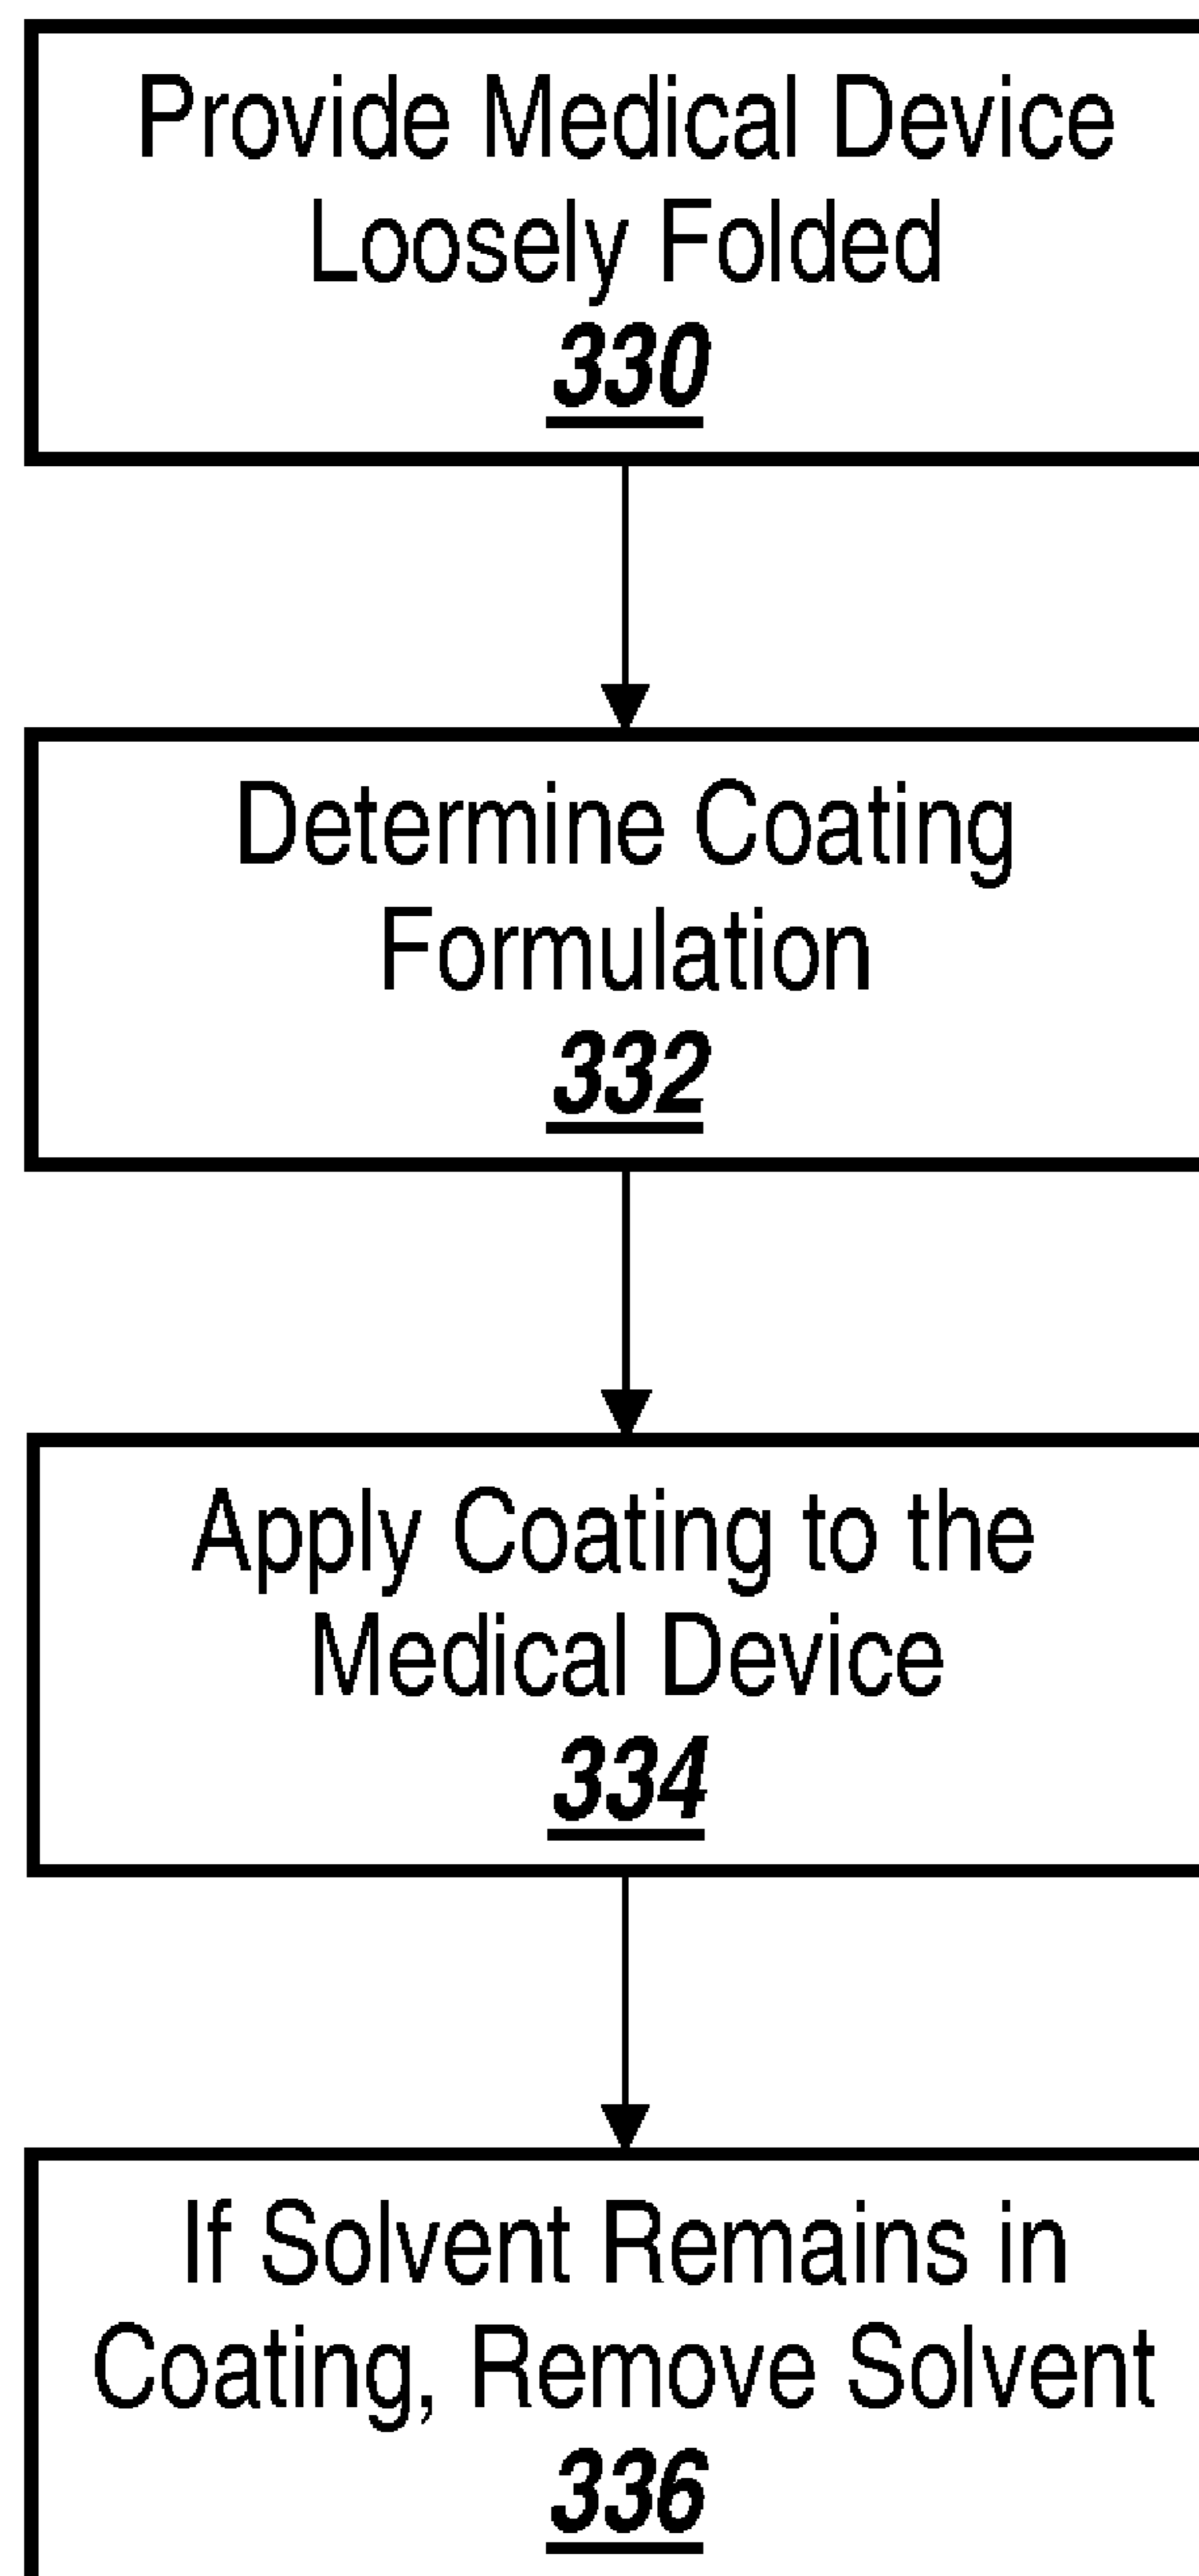 Provide Medical Device
Loosely Folded
330
Determine Coating
Formulation
332
Apply Coating to the
Medical Device
334
If Solvent Remains in
Coating, Remove Solvent
336